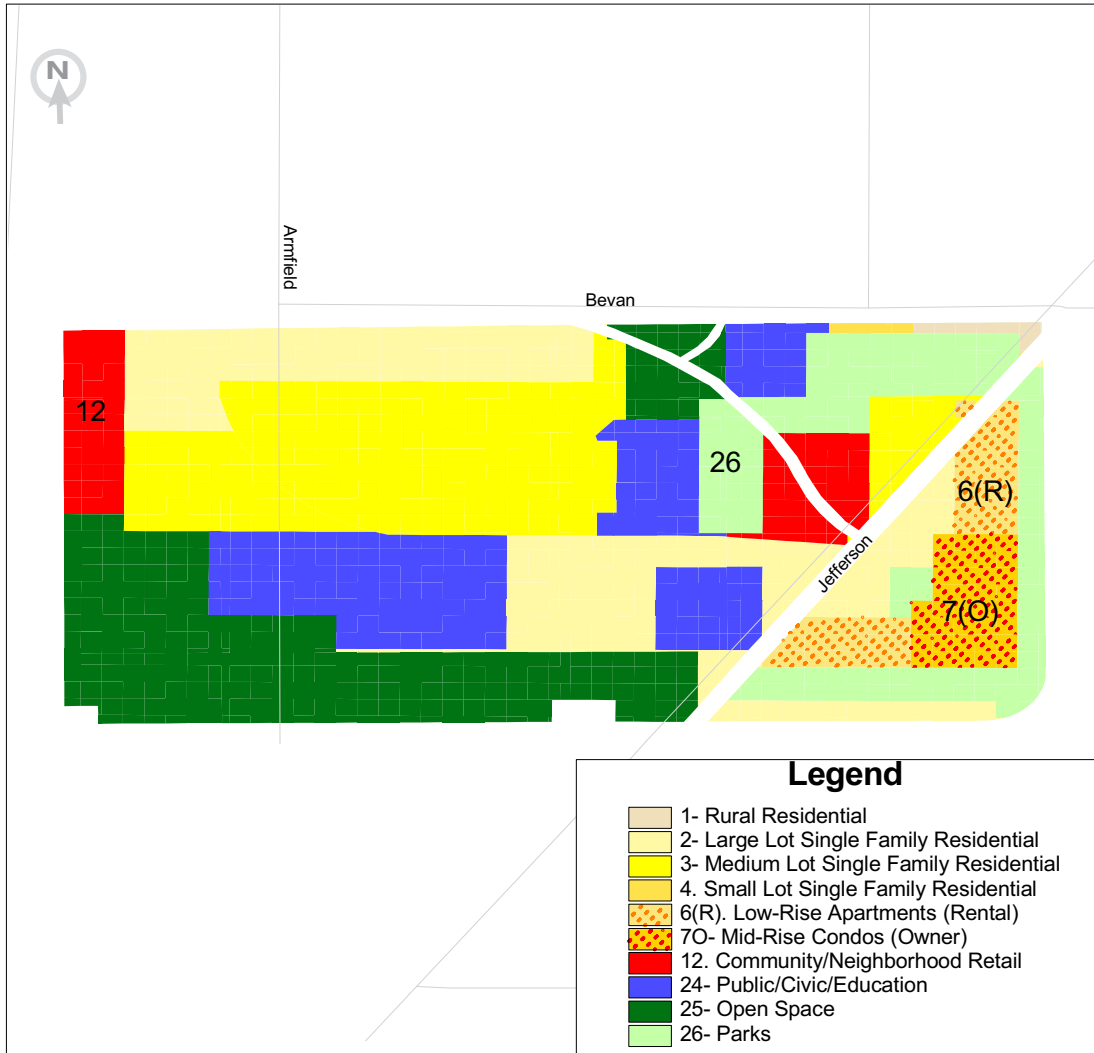 N
Armfield
Bevan
12
26
6(R)
Jefferson
7(O)
Legend
1- Rural Residential
2- Large Lot Single Family Residential
3- Medium Lot Single Family Residential
4. Small Lot Single Family Residential
6(R). Low-Rise Apartments (Rental)
7O- Mid-Rise Condos (Owner)
12. Community/Neighborhood Retail
24- Public/Civic/Education
25- Open Space
26- Parks